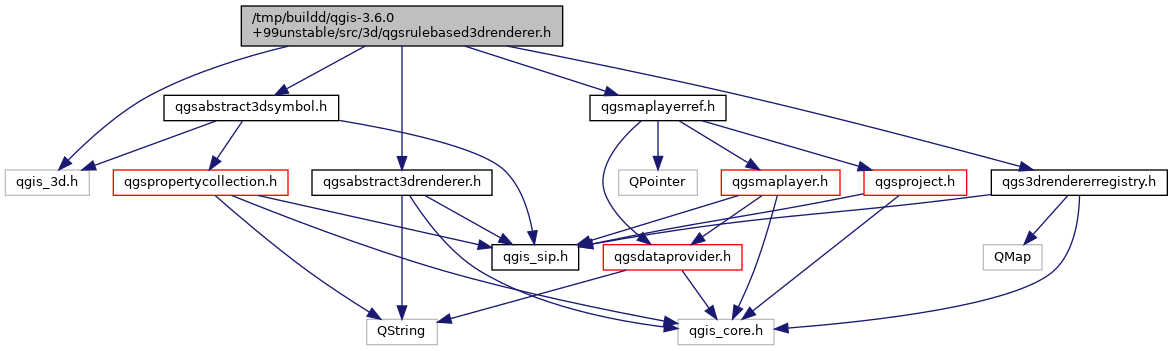 /tmp/buildd/qgis-3.6.0
+99unstable/src/3d/qgsrulebased3drenderer.h
qgsabstract3dsymbol.h
qgsmaplayerref.h
qgis_3d.h
qgspropertycollection.h
qgsabstract3drenderer.h
QPointer
qgsmaplayer.h
qgsproject.h
qgs3drendererregistry.h
qgis_sip.h
qgsdataprovider.h
QMap
QString
qgis_core.h